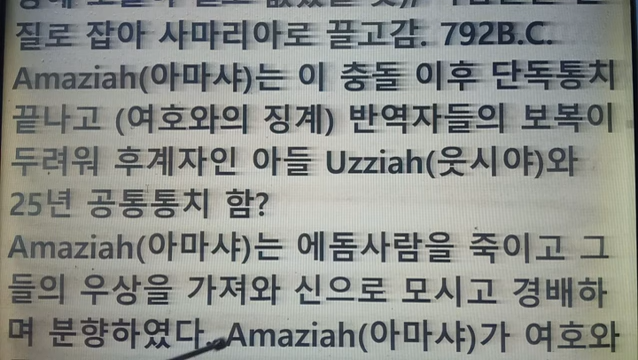 질로 잡아 사마리아로 끌고감. 792B.C.
Amaziah(아마샤)는 이 충돌 이후 단독통치
끝나고 (여호와의 징계) 반역자들의 보복이
두려워 후계자인 아들 Uzziah(웃시야)와
25년 공통통치 함?
Amaziah(아마샤)는 에돔사람을 죽이고 그
들의 우상을 가져와 신으로 모시고 경배하
며 분향하였다. Amaziah(아마샤)가 여호와